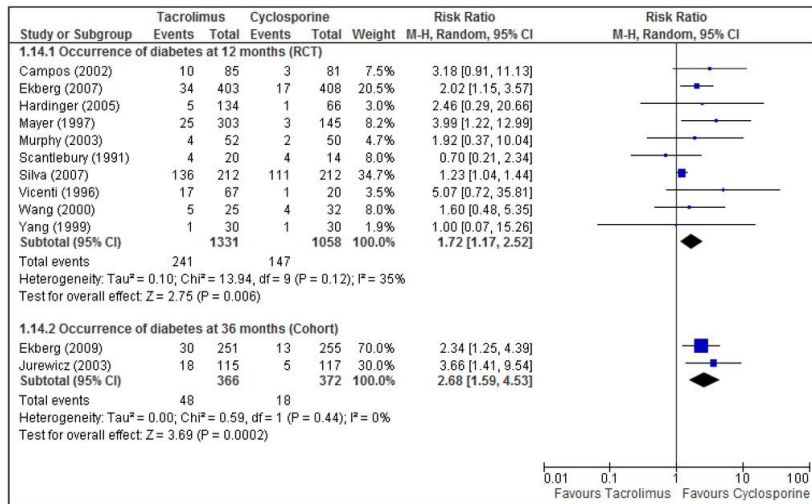 Tacrolimus Cyclosporine Risk Ratio Risk Ratio
Study or Subgroup Events Total Events Total Weight M-H, Random, 95% CI M-H, Random, 95% CI
1.14.1 Occurrence of diabetes at 12 months (RCT)
Campos (2002) 10 85 3 81 7.5% 3.18 [0.91, 11.13]
Ekberg (2007) 34 403 17 408 20.5% 2.02 [1.15, 3.57]
Hardinger (2005) 5 134 1 66 2.9% 2.46 [0.29, 20.66]
Mayer (1997) 25 303 3 145 8.2% 3.99 [1.22, 12.99]
Murphy (2003) 4 52 2 50 4.7% 1.92 [0.37, 10.04]
Scantlebury (1991) 4 20 4 14 8.0% 0.70 [0.21, 2.34]
Silva (2007) 136 212 111 212 34.7% 1.23 [1.04, 1.44]
Vicenti (1996) 17 67 1 20 3.5% 5.07 [0.72, 35.81]
Wang (2000) 5 25 4 32 8.1% 1.60 [0.48, 5.35]
Yang (1999) 1 30 1 30 1.9% 1.00 [0.07, 15.26]
Subtotal (95% CI) 1331 1058 100.0% 1.72 [1.17, 2.52]
Total events 241 147
Heterogeneity: Tau² = 0.10; Chi² = 13.94, df = 9 (P = 0.12); I² = 35%
Test for overall effect: Z = 2.75 (P = 0.006)
1.14.2 Occurrence of diabetes at 36 months (Cohort)
Ekberg (2009) 30 251 13 255 70.0% 2.34 [1.25, 4.39]
Jurewicz (2003) 18 115 5 117 30.0% 3.66 [1.41, 9.54]
Subtotal (95% CI) 366 372 100.0% 2.68 [1.59, 4.53]
Total events 48 18
Heterogeneity: Tau² = 0.00; Chi² = 0.59, df = 1 (P = 0.44); I² = 0%
Test for overall effect: Z = 3.69 (P = 0.0002)
0.01 0.1 1 10 100
Favours Tacrolimus Favours Cyclosporine